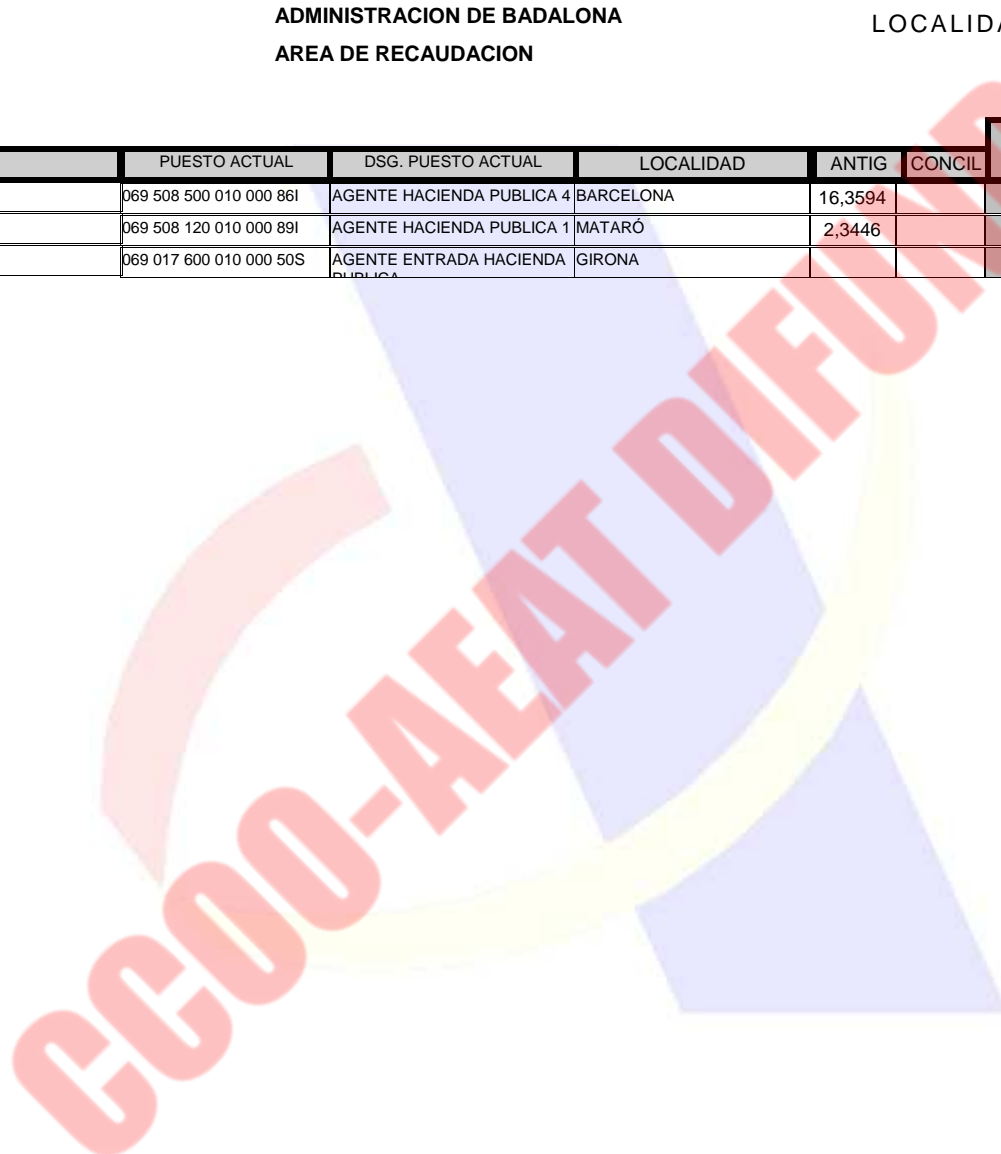 ADMINISTRACION DE BADALONA
LOCALIDA
AREA DE RECAUDACION
PUESTO ACTUAL DSG. PUESTO ACTUAL LOCALIDAD ANTIG CONCIL
069 508 500 010 000 86I AGENTE HACIENDA PUBLICA 4 BARCELONA 16,3594
069 508 120 010 000 89I AGENTE HACIENDA PUBLICA 1 MATARÓ 2,3446
069 017 600 010 000 50S AGENTE ENTRADA HACIENDA GIRONA
PUBLICA
CCOO-AEAT DIFUND